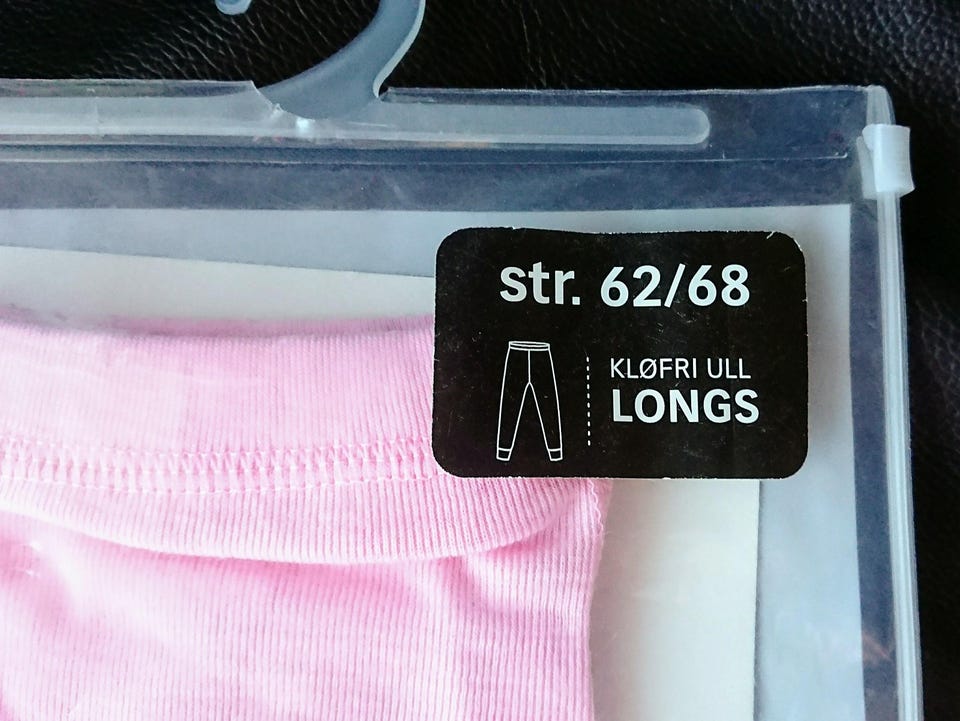 str. 62/68
KLØFRI ULL
LONGS